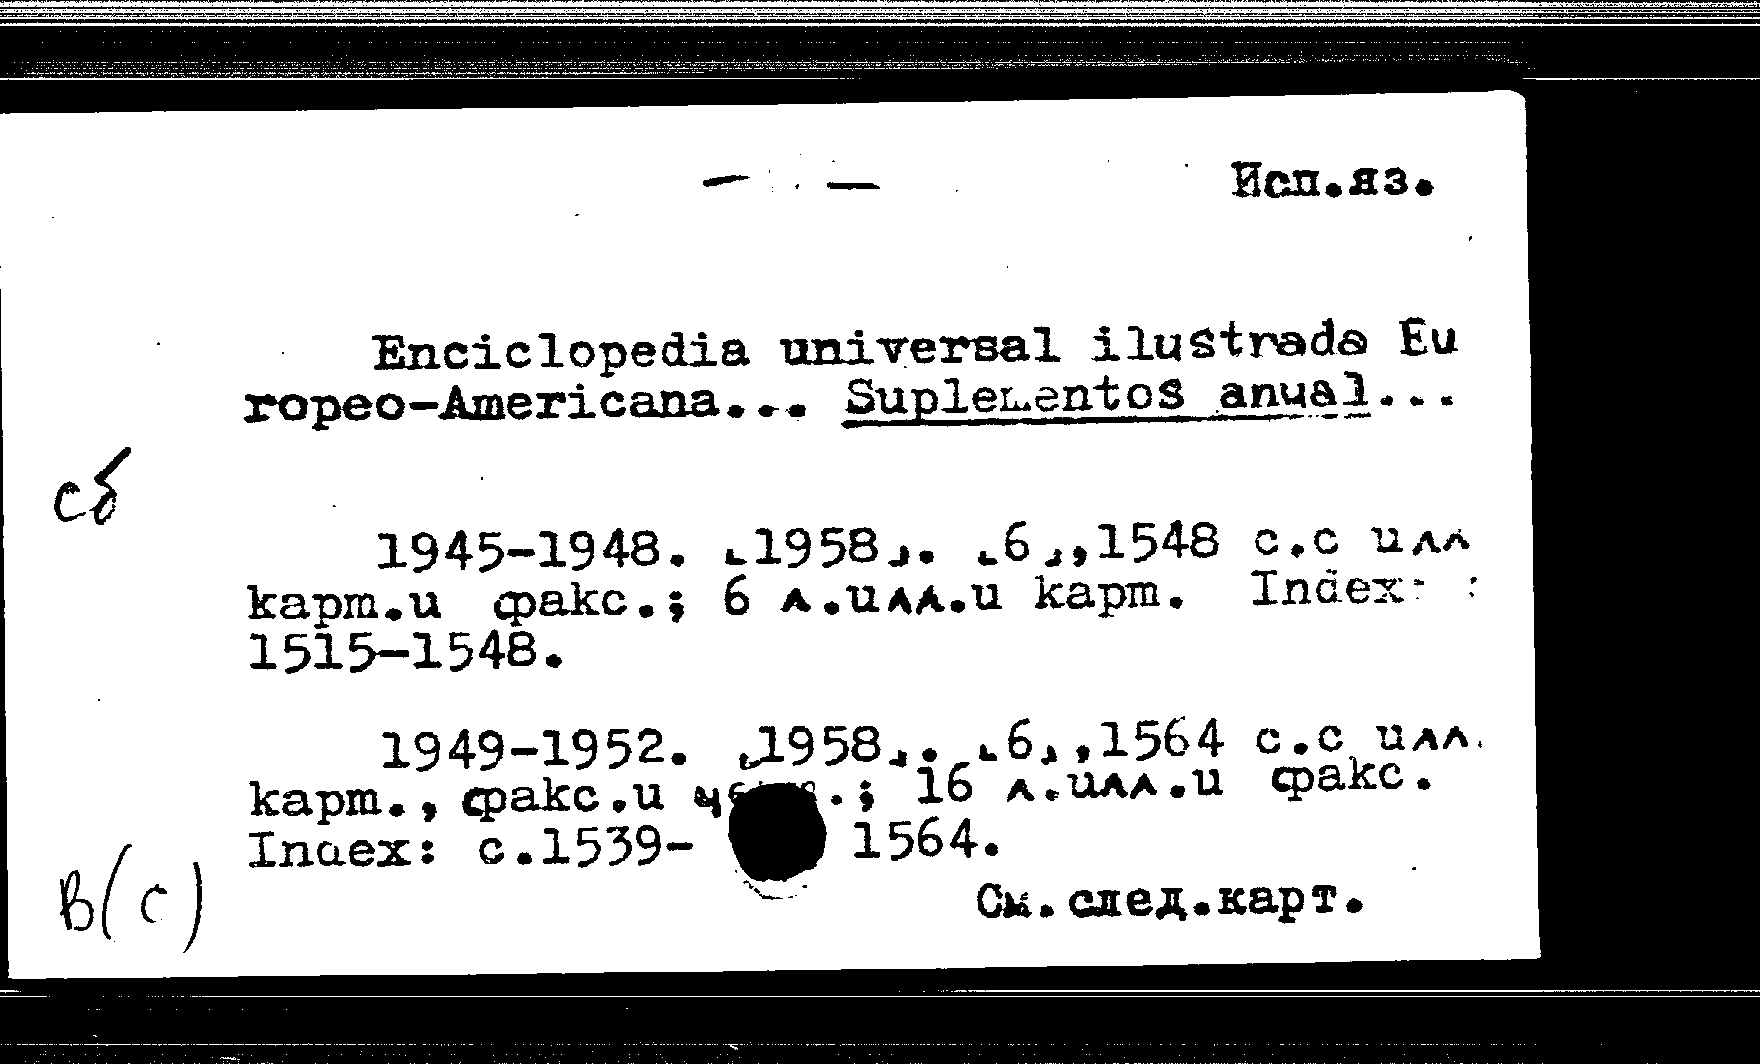 — — Исп.яз.
Enciclopedia universal ilustrada Eu
ropeo-Americana... Suplementos anual...
сб
1945-1948. [1958]. [6],1548 с.с илл
карт.и факс.; 6 л.илл.и карт. Index: :
1515-1548.
1949-1952. [1958]. [6],1564 с.с илл.
карт., факс.и .; 16 л.илл.и факс.
Index: с.1539- 1564.
В(с)
См.след.карт.